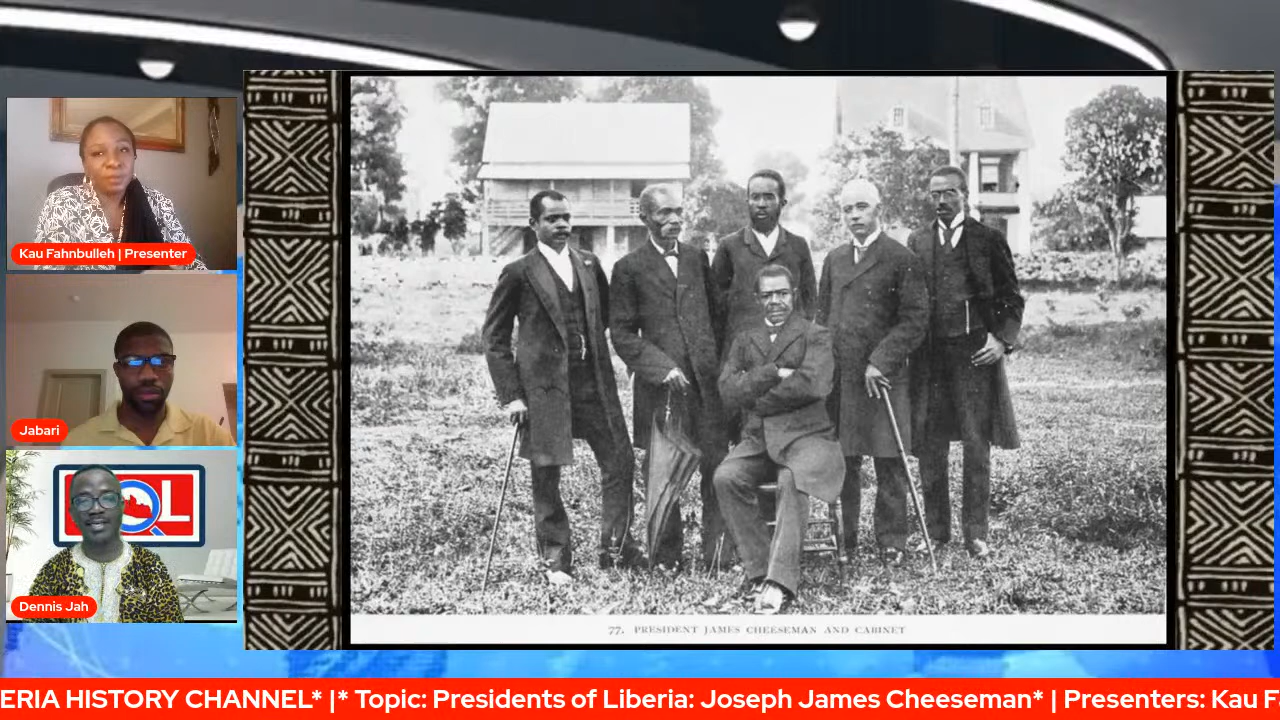 Kau Fahnbulleh | Presenter
Jabari
OL
Dennis Jah
77. PRESIDENT JAMES CHEESEMAN AND CABINET
ERIA HISTORY CHANNEL* |* Topic: Presidents of Liberia: Joseph James Cheeseman* | Presenters: Kau F